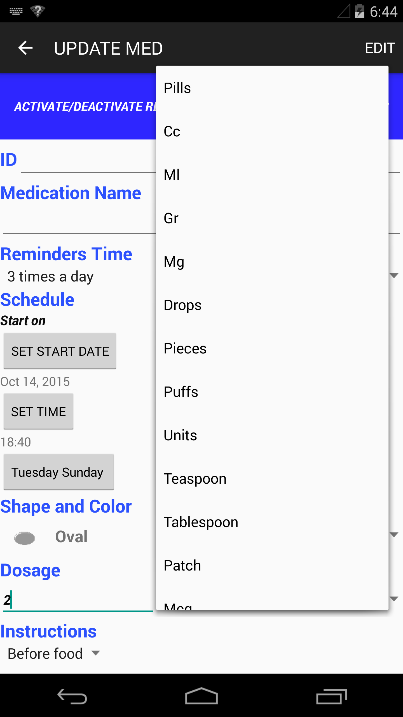 6:44
UPDATE MED
EDIT
ACTIVATE/DEACTIVATE
ID
Medication Name
Reminders Time
3 times a day
Schedule
Start on
SET START DATE
Oct 14, 2015
SET TIME
18:40
Tuesday Sunday
Shape and Color
Oval
Dosage
2
Instructions
Before food
Pills
Cc
Ml
Gr
Mg
Drops
Pieces
Puffs
Units
Teaspoon
Tablespoon
Patch
Mcg